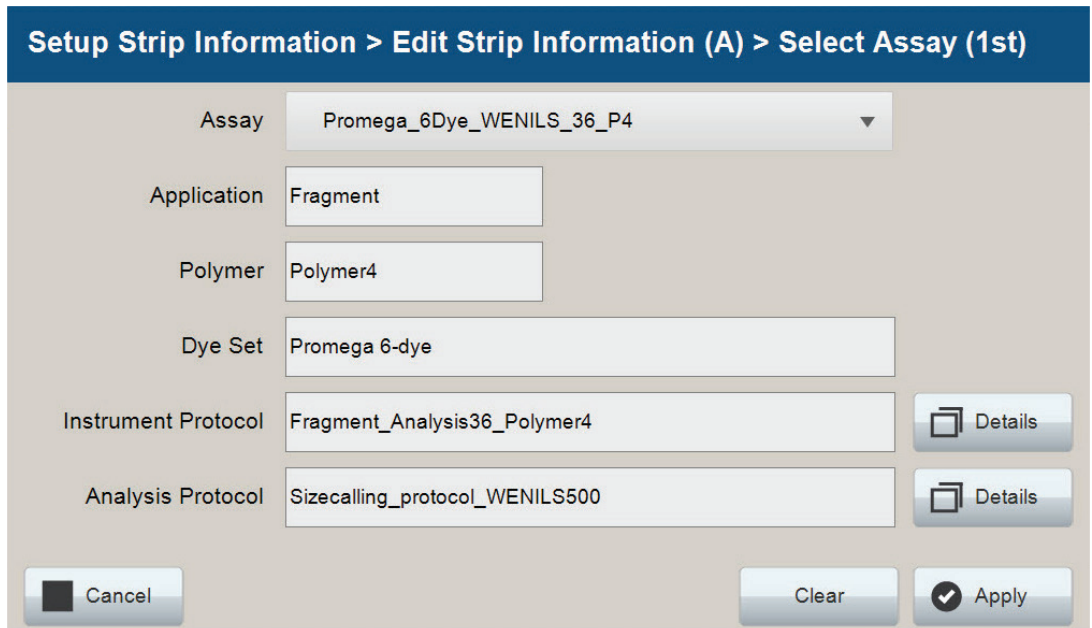 Setup Strip Information > Edit Strip Information (A) > Select Assay (1st)
Assay Promega_6Dye_WENILS_36_P4
Application Fragment
Polymer Polymer4
Dye Set Promega 6-dye
Instrument Protocol Fragment_Analysis36_Polymer4 Details
Analysis Protocol Sizecalling_protocol_WENILS500 Details
Cancel Clear Apply